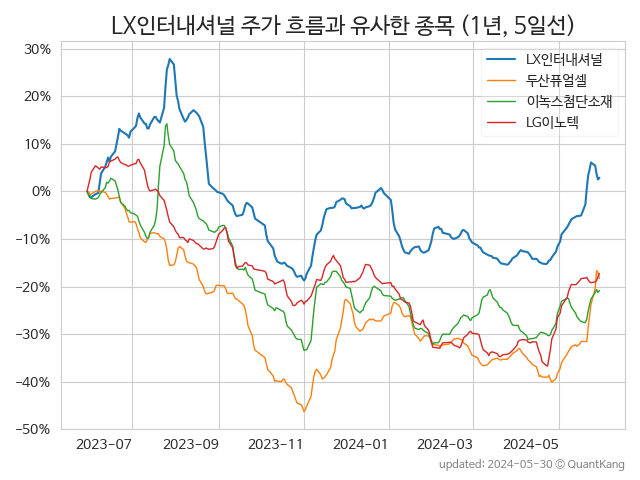 LX인터내셔널 주가 흐름과 유사한 종목 (1년, 5일선)
LX인터내셔널
두산퓨얼셀
이녹스첨단소재
LG이노텍
30%
20%
10%
0%
−10%
−20%
−30%
−40%
−50%
2023-07 2023-09 2023-11 2024-01 2024-03 2024-05
updated: 2024-05-30 © QuantKang